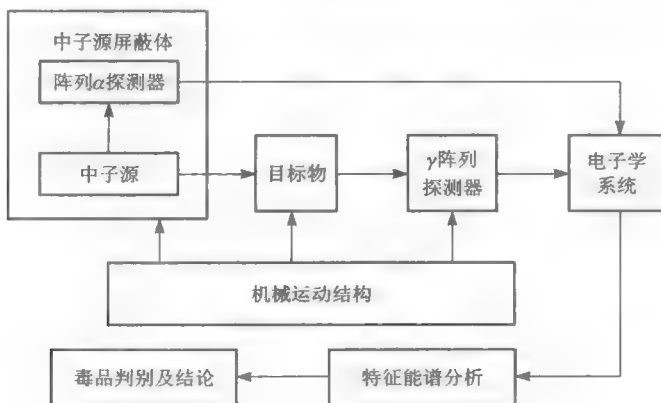 中子源屏蔽体
阵列α探测器
中子源
目标物
γ阵列
探测器
电子学
系统
机械运动结构
毒品判别及结论
特征能谱分析